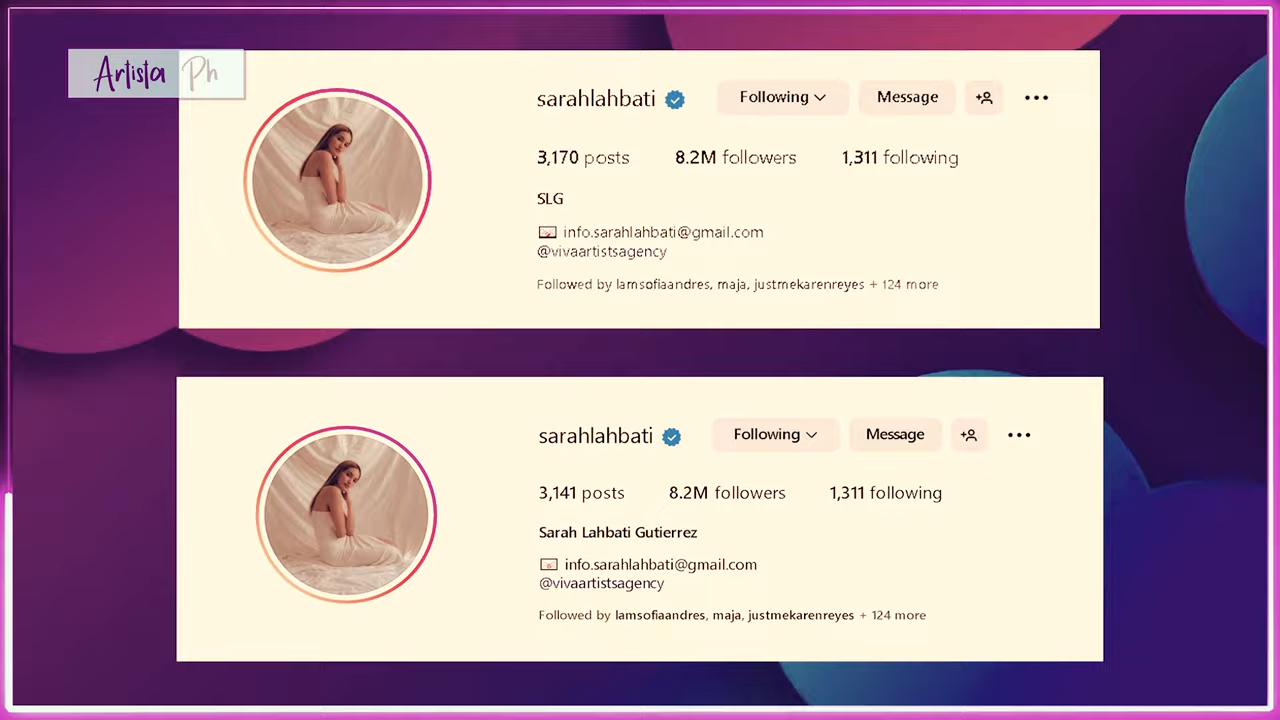 Artista Ph
sarahlahbati Following Message
3,170 posts 8.2M followers 1,311 following
SLG
info.sarahlahbati@gmail.com
@vivaartistsagency
Followed by iamsofiaandres, maja, justmekarenreyes + 124 more
sarahlahbati Following Message
3,141 posts 8.2M followers 1,311 following
Sarah Lahbati Gutierrez
info.sarahlahbati@gmail.com
@vivaartistsagency
Followed by iamsofiaandres, maja, justmekarenreyes + 124 more